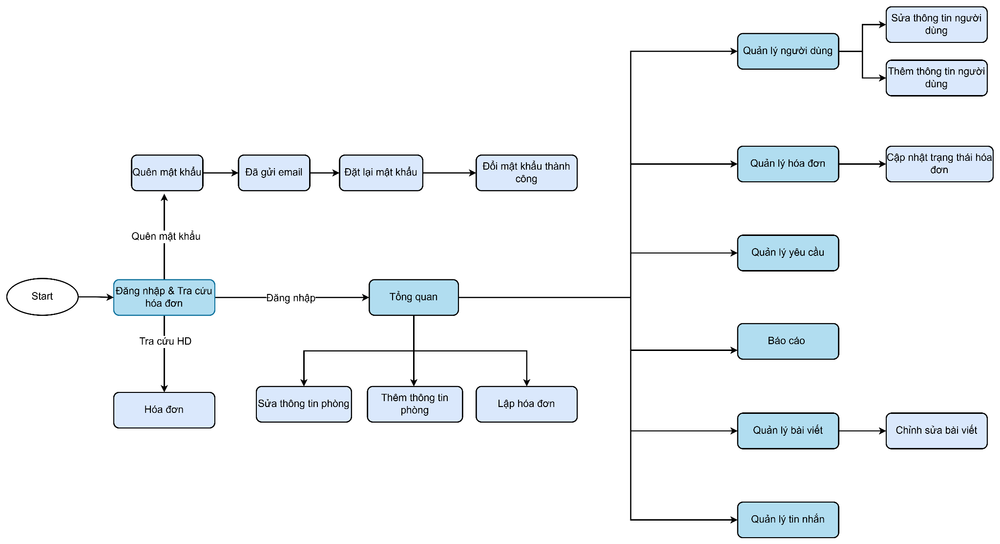 Sửa thông tin người
dùng
Quản lý người dùng
Thêm thông tin người
dùng
Quên mật khẩu
Đã gửi email
Đặt lại mật khẩu
Đổi mật khẩu thành
công
Quản lý hóa đơn
Cập nhật trạng thái hóa
đơn
Quên mật khẩu
Quản lý yêu cầu
Start
Đăng nhập & Tra cứu
hóa đơn
Đăng nhập
Tổng quan
Tra cứu HD
Báo cáo
Hóa đơn
Sửa thông tin phòng
Thêm thông tin
phòng
Lập hóa đơn
Quản lý bài viết
Chỉnh sửa bài viết
Quản lý tin nhắn